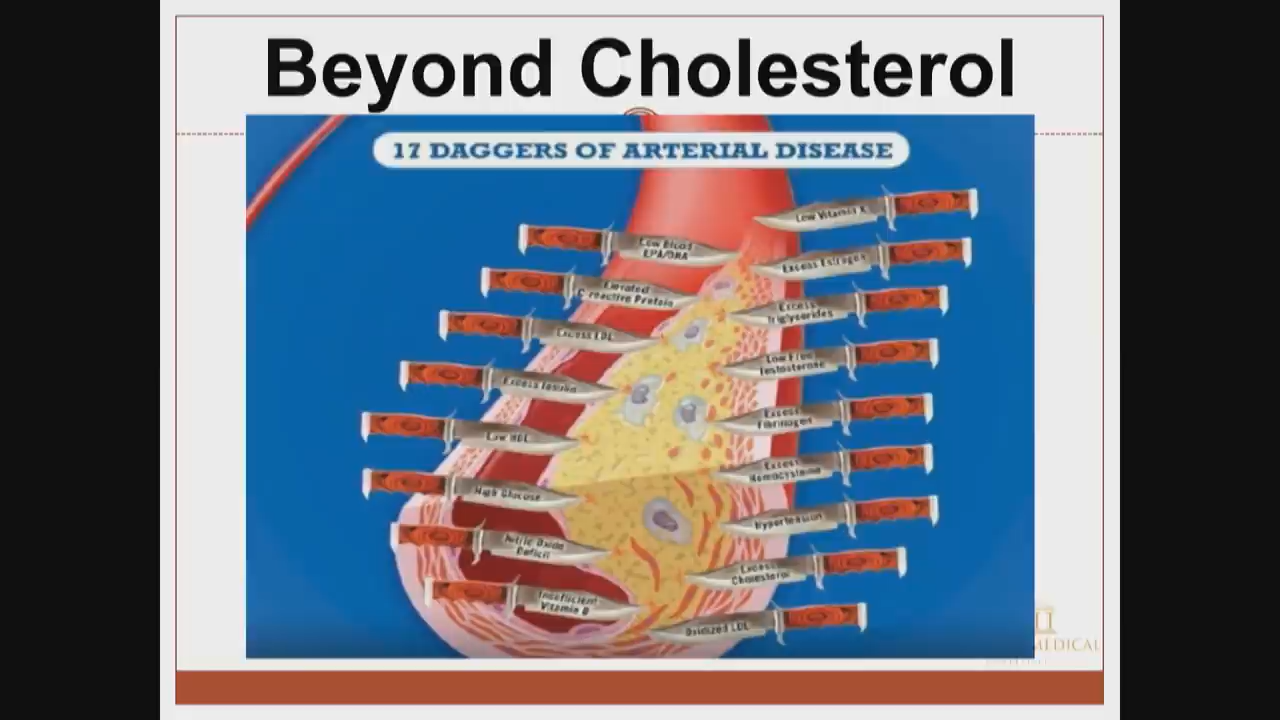 Beyond Cholesterol
17 DAGGERS OF ARTERIAL DISEASE
Low Blood
EPA/DHA
Elevated
C-reactive Protein
Excess LDL
Excess Insulin
Low HDL
High Glucose
Nitric Oxide
Deficit
Insufficient
Vitamin
Low Vitamin K
Excess Estrogen
Excess
Triglycerides
Low Free
Testosterone
Excess
Fibrinogen
Excess
Homocysteine
Hypertension
Excess
Cholesterol
Oxidized LDL
MEDICAL